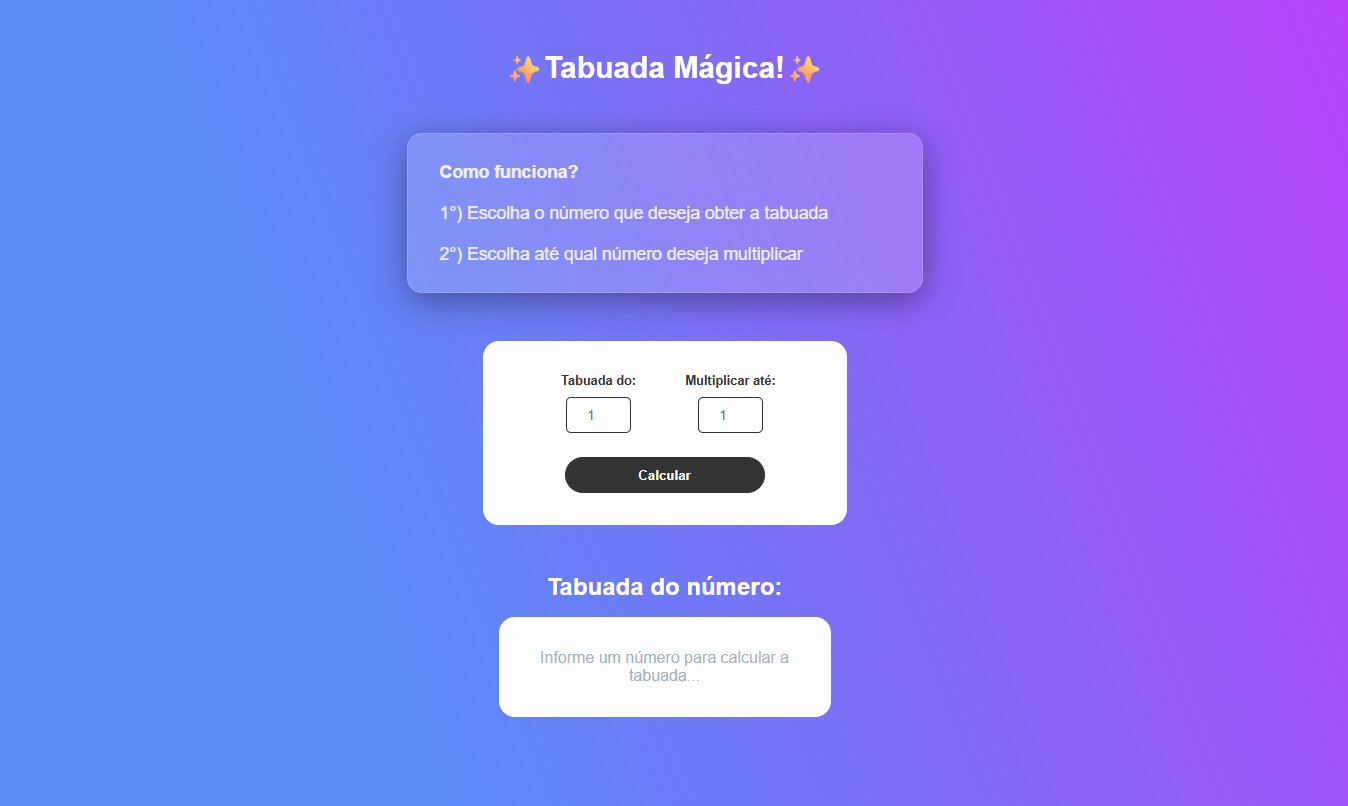 ✨Tabuada Mágica!✨
Como funciona?
1°) Escolha o número que deseja obter a tabuada
2°) Escolha até qual número deseja multiplicar
Tabuada do: Multiplicar até:
1 1
Calcular
Tabuada do número:
Informe um número para calcular a
tabuada...